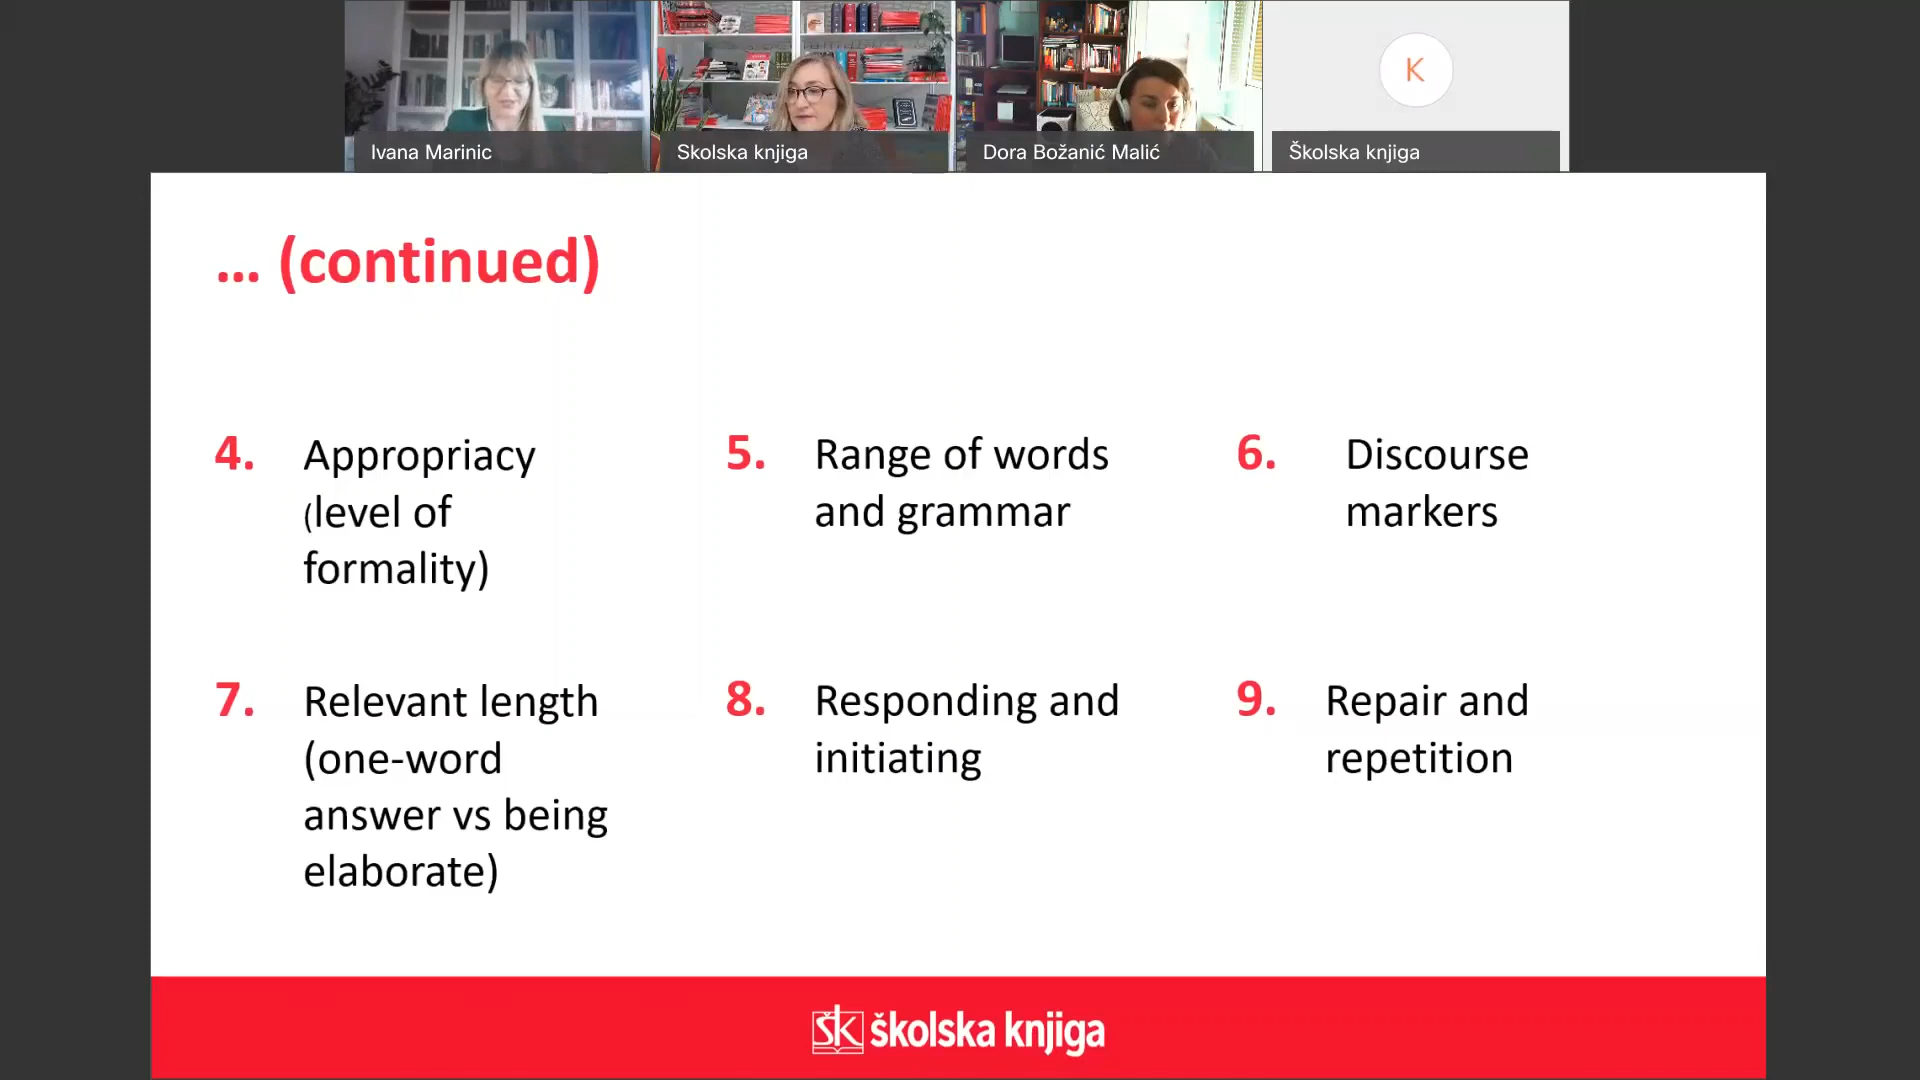 Ivana Marinic
Skolska knjiga
Dora Božanić Malić
K
Školska knjiga
... (continued)
4. Appropriacy
(level of
formality)
5. Range of words
and grammar
6. Discourse
markers
7. Relevant length
(one-word
answer vs being
elaborate)
8. Responding and
initiating
9. Repair and
repetition
ŠK školska knjiga